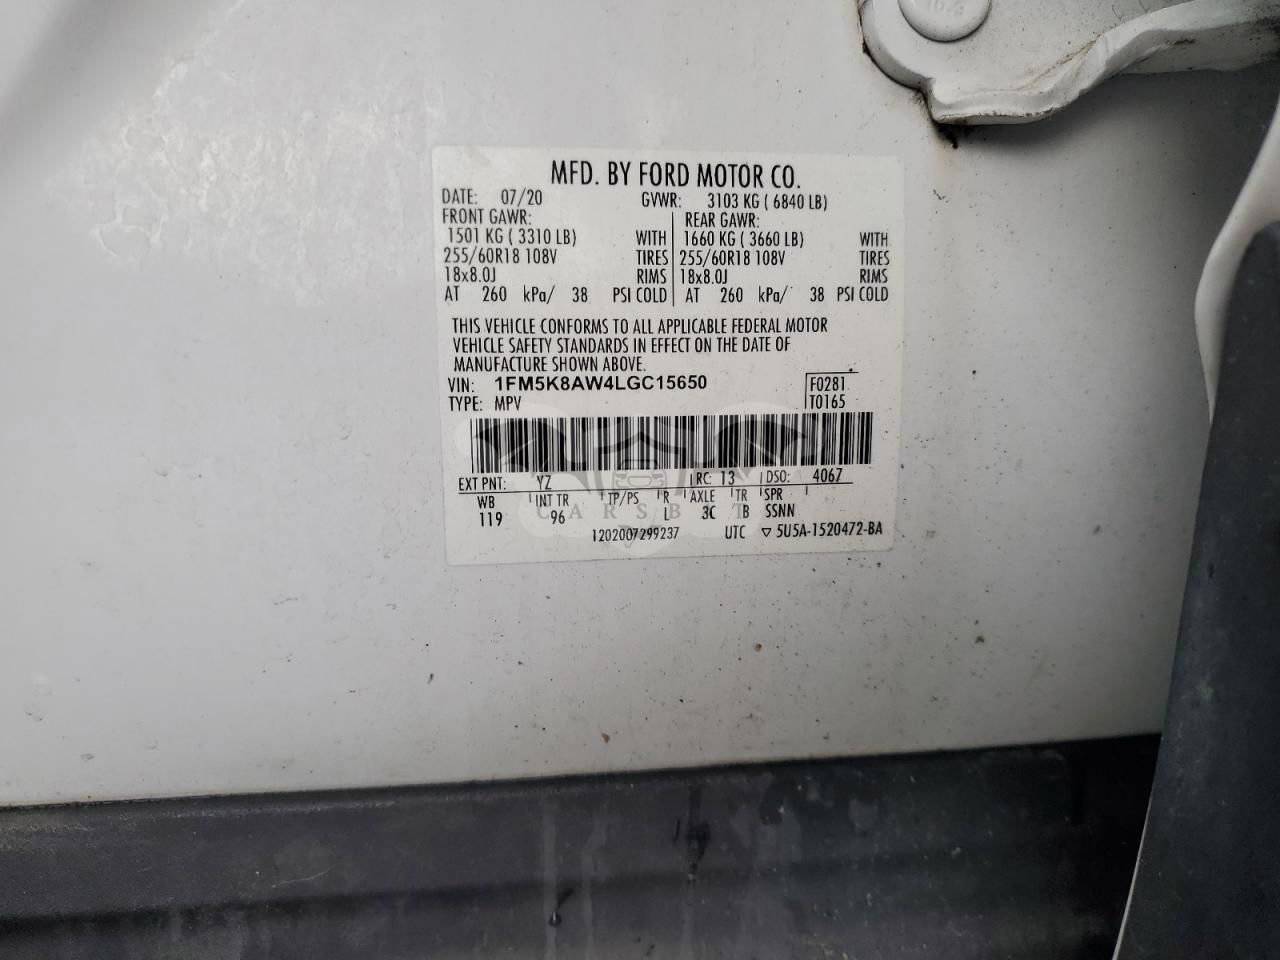 MFD. BY FORD MOTOR CO.
DATE: 07/20 GVWR: 3103 KG ( 6840 LB)
FRONT GAWR: REAR GAWR:
1501 KG ( 3310 LB) WITH 1660 KG ( 3660 LB) WITH
255/60R18 108V TIRES 255/60R18 108V TIRES
18x8.0J RIMS 18x8.0J RIMS
AT 260 kPa/ 38 PSI COLD AT 260 kPa/ 38 PSI COLD
THIS VEHICLE CONFORMS TO ALL APPLICABLE FEDERAL MOTOR
VEHICLE SAFETY STANDARDS IN EFFECT ON THE DATE OF
MANUFACTURE SHOWN ABOVE.
VIN: 1FM5K8AW4LGC15650 F0281
TYPE: MPV T0165
EXT PNT: YZ RC: 13 DSO: 4067
WB INT TR TP/PS R AXLE TR SPR
119 96 L 3C B SSNN
1202007299237 UTC ▽ 5U5A-1520472-BA